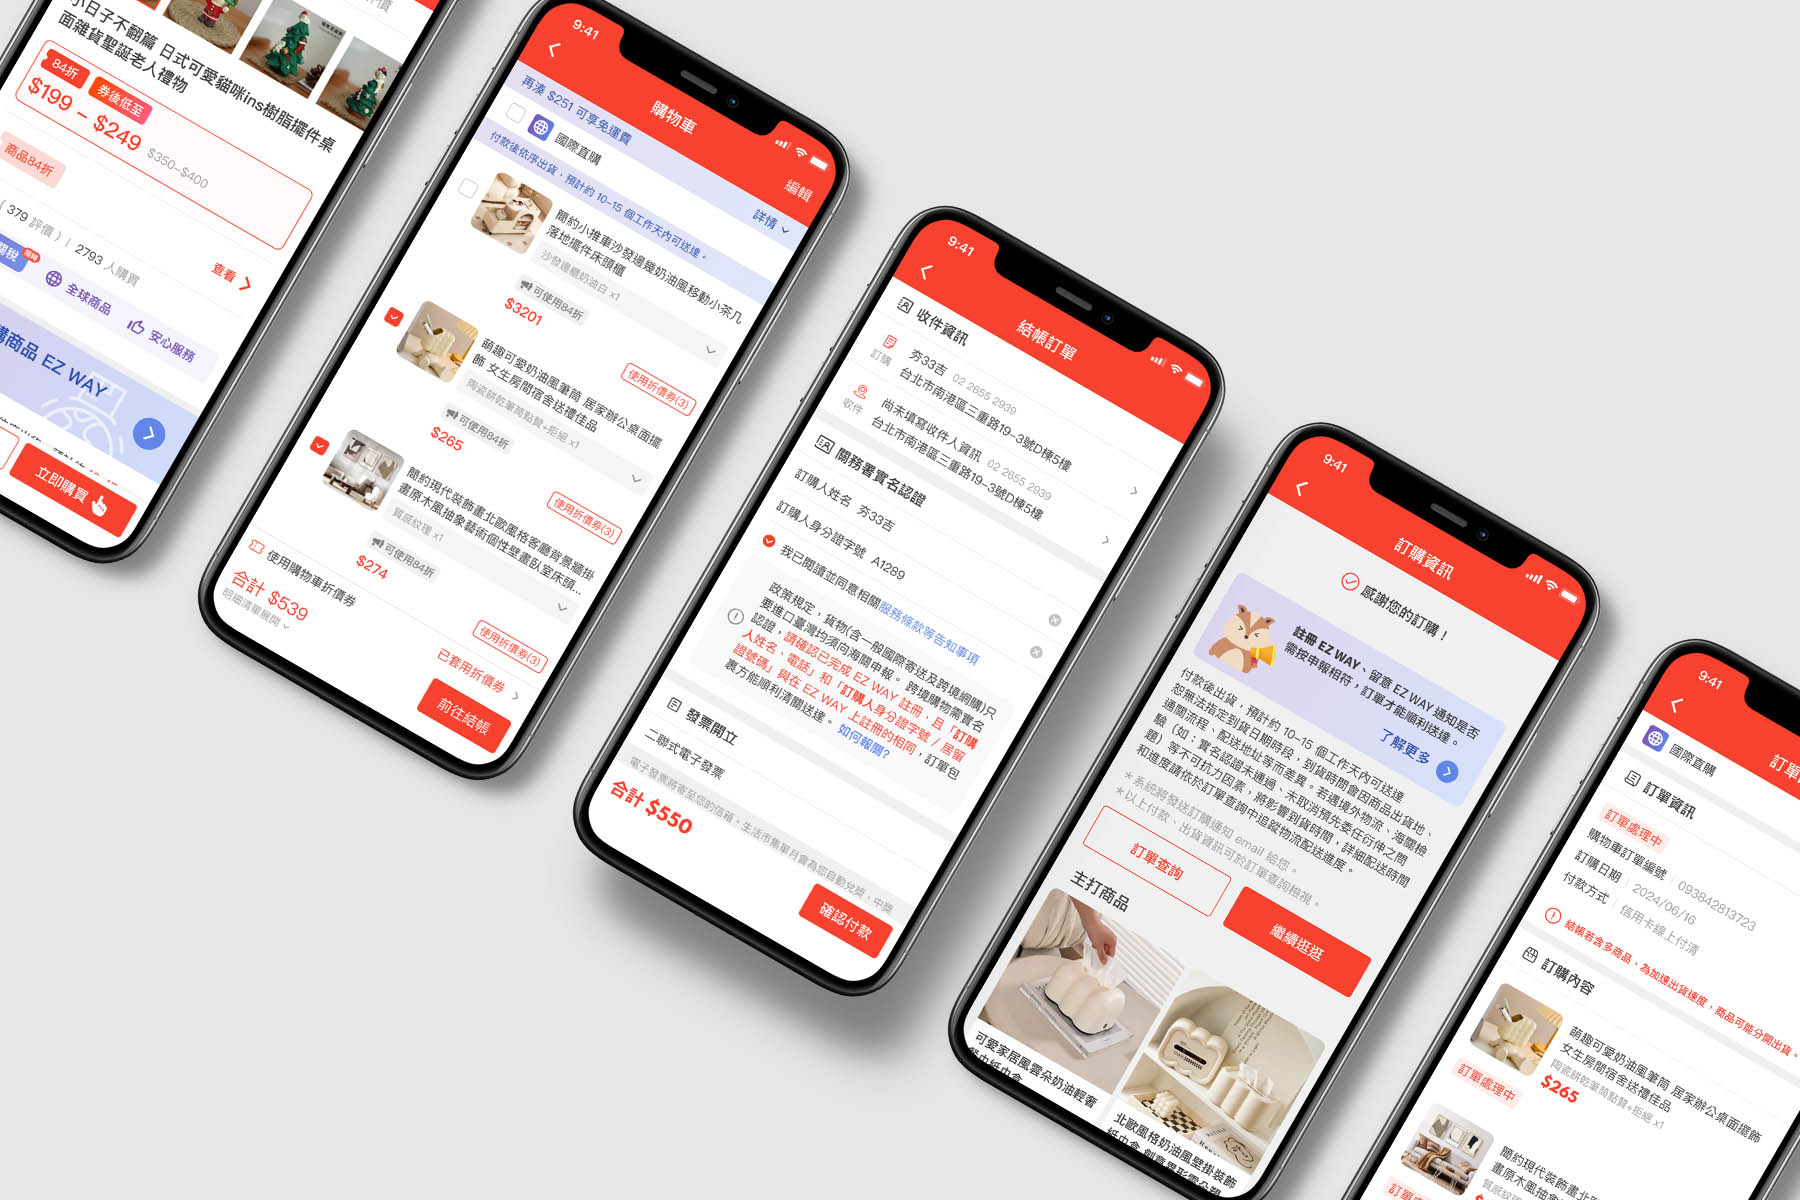 小日子不翻篇 日式可愛貓咪ins樹脂擺件桌
面雜貨聖誕老人禮物
84折
券後低至
$199 – $249
$350–$400
商品84折
( 379 評價 ) | 2793 人購買
查看
關稅
全球商品
安心服務
購商品 EZ WAY
立即購買
9:41
購物車
編輯
再湊 $251 可享免運費
國際直購
詳情
付款後依序出貨，預計約 10-15 個工作天內可送達。
簡約小推車沙發邊幾奶油風移動小茶几
落地擺件床頭櫃
沙發邊櫃奶油白 x1
可使用84折
$3201
萌趣可愛奶油風筆筒 居家辦公桌面擺
飾 女生房間宿舍送禮佳品
陶瓷餅乾筆筒點贊+拒絕 x1
可使用84折
$265
使用折價券(3)
簡約現代裝飾畫北歐風格客廳背景牆掛
畫原木風抽象藝術個性壁畫臥室床頭...
質感紋理 x1
可使用84折
$274
使用折價券(3)
使用購物車折價券
使用折價券(3)
合計 $539
已套用折價券
明細清單展開
前往結帳
9:41
結帳訂單
收件資訊
訂購
夯33吉 02 2655 2939
台北市南港區三重路19-3號D棟5樓
收件
尚未填寫收件人資訊 02 2655 2939
台北市南港區三重路19-3號D棟5樓
關務署實名認證
訂購人姓名 夯33吉
訂購人身分證字號 A1289
我已閱讀並同意相關服務條款等告知事項
政策規定，貨物(含一般國際寄送及跨境網購)只
要進口臺灣均須向海關申報。 跨境購物需實名
認證，請確認已完成 EZ WAY 註冊，且「訂購
人姓名、電話」和「訂購人身分證字號 / 居留
證號碼」與在 EZ WAY 上註冊的相同，訂單包
裹方能順利清關送達。 如何報關?
發票開立
二聯式電子發票
電子發票將寄至您的信箱。生活市集單月會為您自動兌獎，中獎
合計 $550
確認付款
9:41
訂購資訊
感謝您的訂購！
註冊 EZ WAY、留意 EZ WAY 通知是否
需按申報相符，訂單才能順利送達。
了解更多
付款後出貨，預計約 10-15 個工作天內可送達
恕無法指定到貨日期時段，到貨時間會因商品出貨地、
通關流程、配送地址等而差異。若遇境外物流、海關檢
驗（如：實名認證未通過、未取消預先委任衍伸之問
題）等不可抗力因素，將影響到貨時間，詳細配送時間
和進度請依於訂單查詢中追蹤物流配送進度。
＊系統將發送訂購通知 email 給您。
＊以上付款、出貨資訊可於訂單查詢檢視。
訂單查詢
繼續逛逛
主打商品
可愛家居風雲朵奶油輕奢
北歐風格奶油風壁掛裝飾
9:41
訂單
國際直購
訂單資訊
訂單處理中
購物車訂單編號 | 093842813723
訂購日期 | 2024/06/16
付款方式 | 信用卡線上付清
結帳若含多商品，為加速出貨速度，商品可能分開出貨。
訂購內容
萌趣可愛奶油風筆筒 居家辦公桌面擺飾
女生房間宿舍送禮佳品
陶瓷餅乾筆筒點贊+拒絕 x1
$265
訂單處理中
簡約現代裝飾畫北
畫原木風抽象
質感紋
訂單處